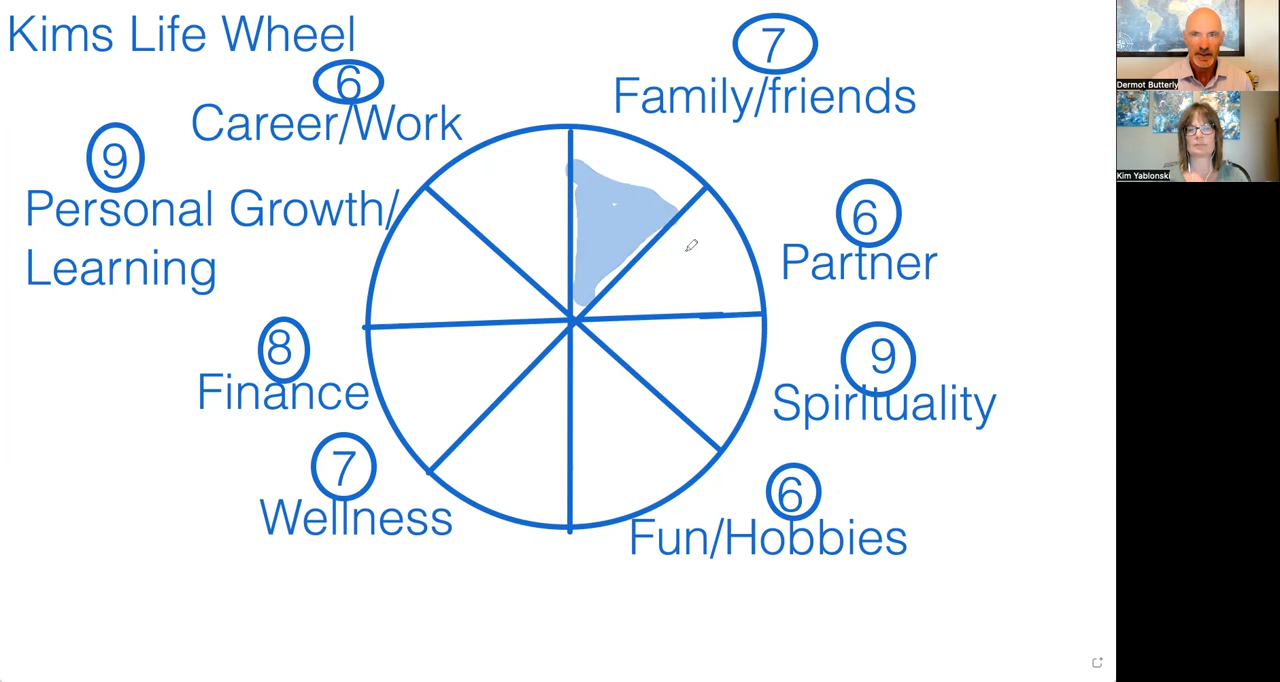 Kims Life Wheel
7
Family/friends
6
Career/Work
9
Personal Growth/
Learning
6
Partner
8
Finance
9
Spirituality
7
Wellness
6
Fun/Hobbies
Dermot Butterly
Kim Yablonski